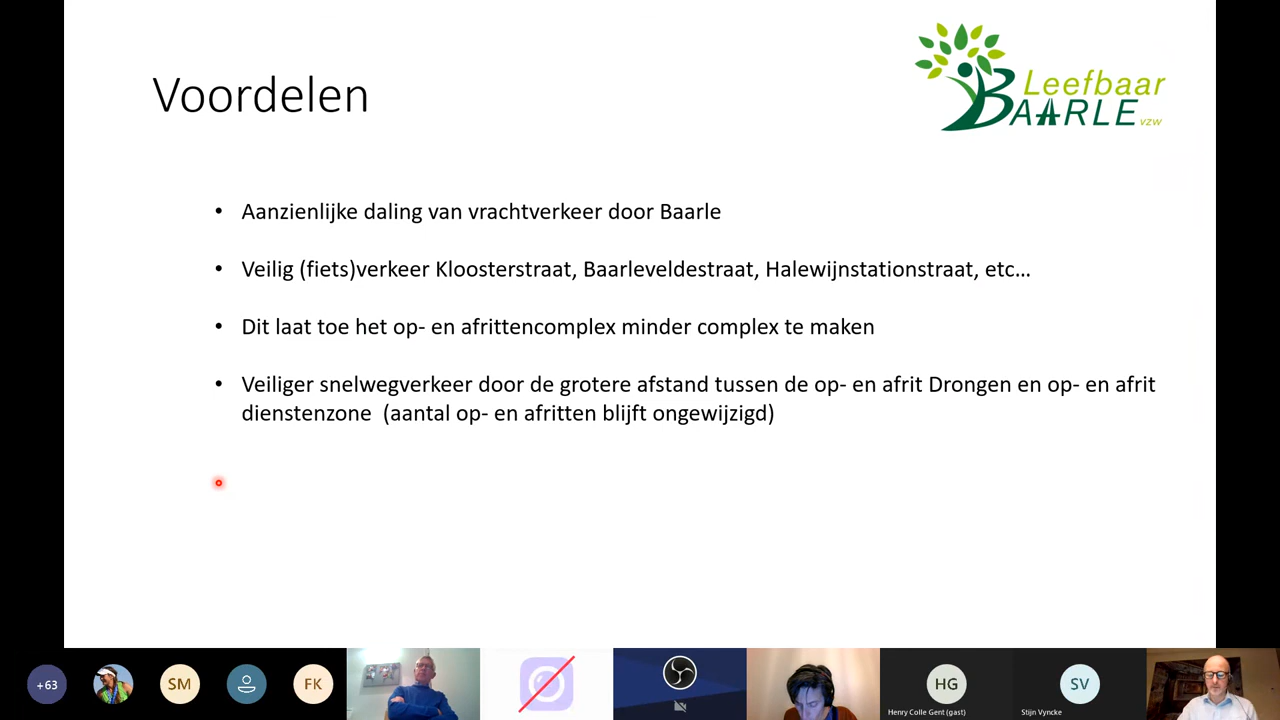 Voordelen
Leefbaar
BAARLE vzw
• Aanzienlijke daling van vrachtverkeer door Baarle
• Veilig (fiets)verkeer Kloosterstraat, Baarleveldestraat, Halewijnstationstraat, etc...
• Dit laat toe het op- en afrittencomplex minder complex te maken
• Veiliger snelwegverkeer door de grotere afstand tussen de op- en afrit Drongen en op- en afrit
dienstenzone (aantal op- en afritten blijft ongewijzigd)
+63
SM
FK
HG
SV
Henry Colle Gent (gast)
Stijn Vyncke